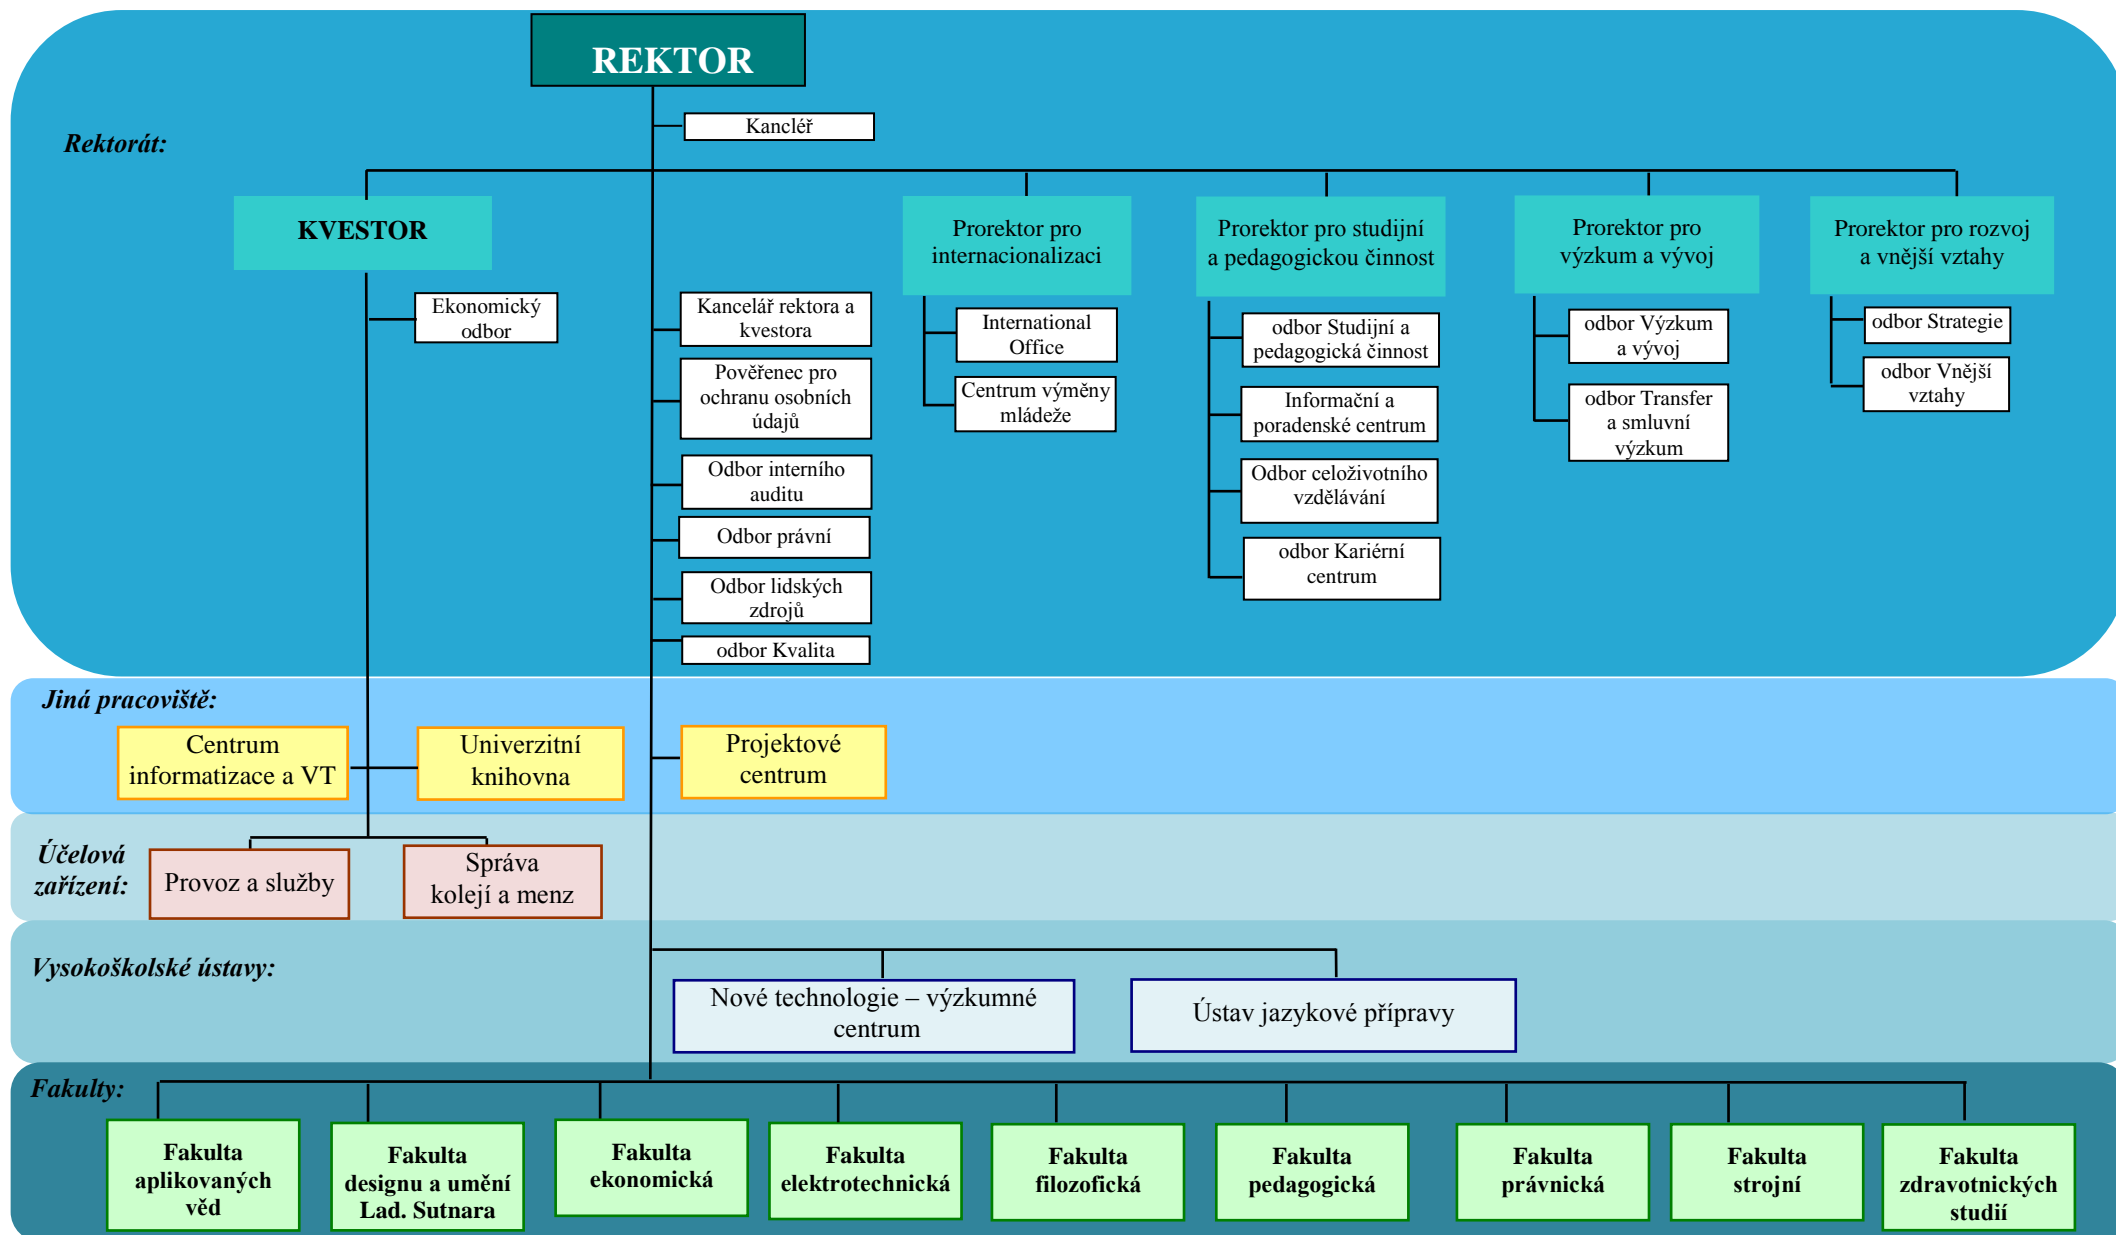 REKTOR
Kancléř
Rektorát:
KVESTOR
Prorektor pro
internacionalizaci
Prorektor pro studijní
a pedagogickou činnost
Prorektor pro
výzkum a vývoj
Prorektor pro rozvoj
a vnější vztahy
Ekonomický
odbor
Kancelář rektora a
kvestora
Pověřenec pro
ochranu osobních
údajů
Odbor interního
auditu
Odbor právní
Odbor lidských
zdrojů
odbor Kvalita
International
Office
Centrum výměny
mládeže
odbor Studijní a
pedagogická činnost
Informační a
poradenské centrum
Odbor celoživotního
vzdělávání
odbor Kariérní
centrum
odbor Výzkum
a vývoj
odbor Transfer
a smluvní
výzkum
odbor Strategie
odbor Vnější
vztahy
Jiná pracoviště:
Centrum
informatizace a VT
Univerzitní
knihovna
Projektové
centrum
Účelová
zařízení:
Provoz a služby
Správa
kolejí a menz
Vysokoškolské ústavy:
Nové technologie – výzkumné
centrum
Ústav jazykové přípravy
Fakulty:
Fakulta
aplikovaných
věd
Fakulta
designu a umění
Lad. Sutnara
Fakulta
ekonomická
Fakulta
elektrotechnická
Fakulta
filozofická
Fakulta
pedagogická
Fakulta
právnická
Fakulta
strojní
Fakulta
zdravotnických
studií